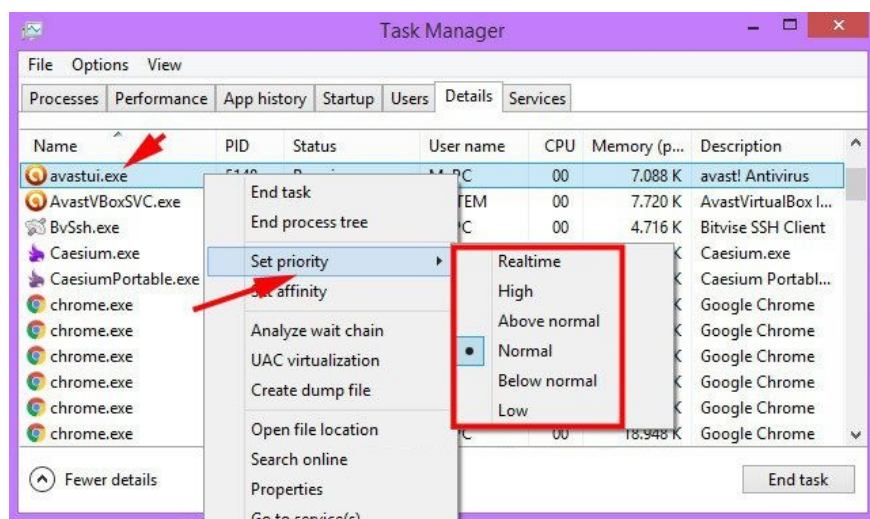 Task Manager
File Options View
Processes Performance App history Startup Users Details Services
Name PID Status User name CPU Memory (p... Description
avastui.exe 00 7.088 K avast! Antivirus
AvastVBoxSVC.exe End task 00 7.720 K AvastVirtualBox I...
BvSsh.exe End process tree 00 4.716 K Bitvise SSH Client
Caesium.exe Set priority Realtime K Caesium.exe
CaesiumPortable.exe Set affinity High K Caesium Portabl...
chrome.exe Above normal K Google Chrome
chrome.exe Analyze wait chain Normal K Google Chrome
chrome.exe UAC virtualization Below normal K Google Chrome
chrome.exe Create dump file Low K Google Chrome
chrome.exe Open file location 00 18.948 K Google Chrome
Search online
Fewer details Properties End task
Go to service(s)